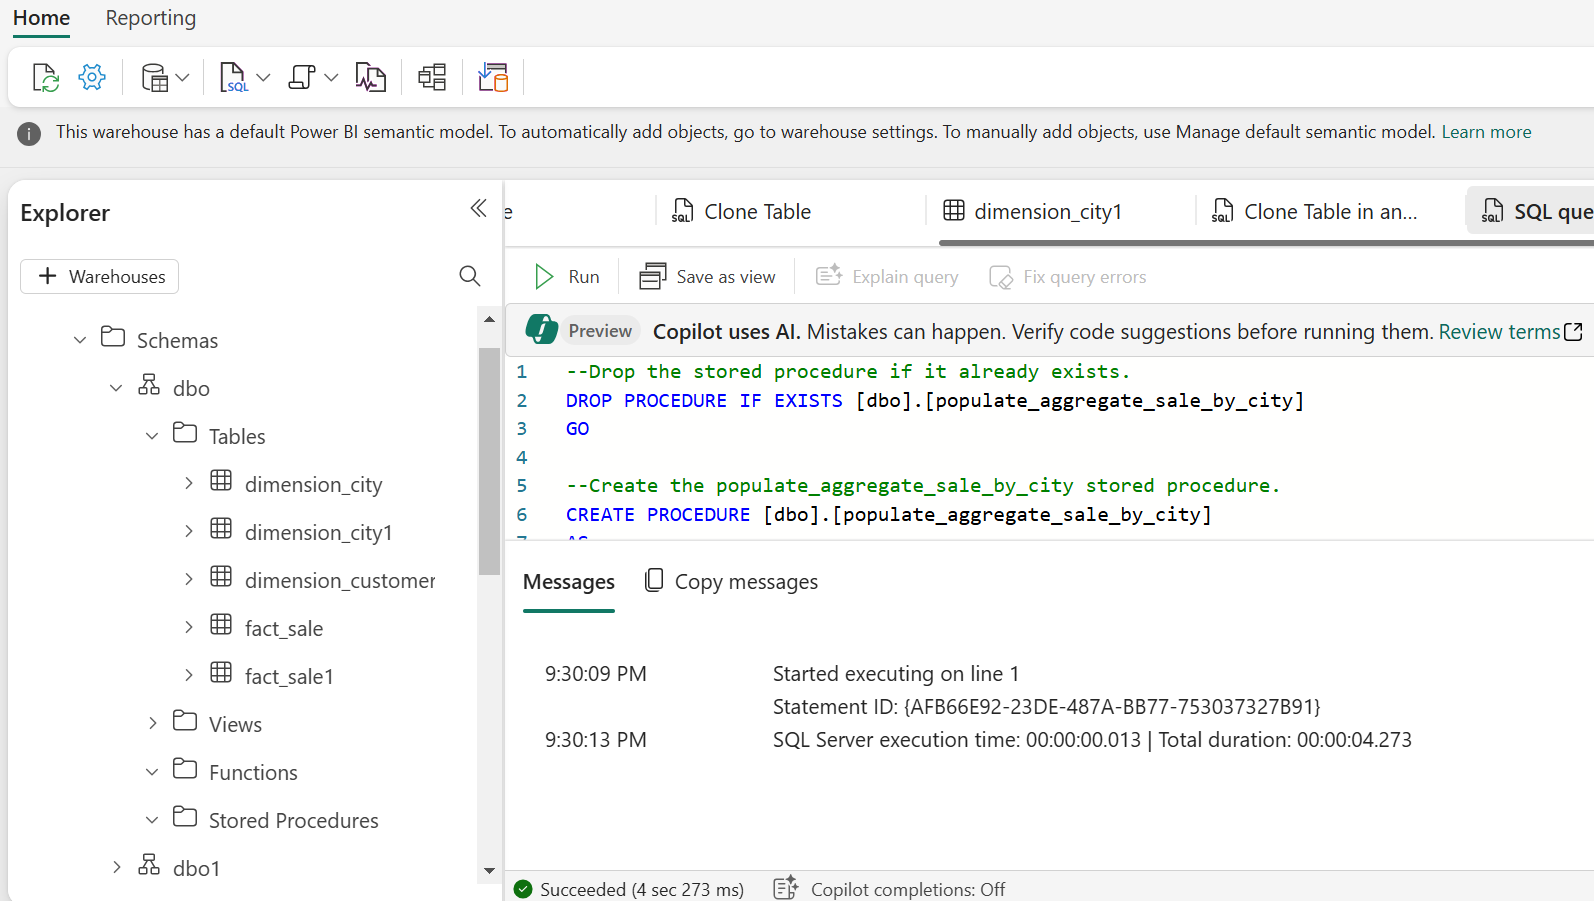 Home Reporting
SQL
This warehouse has a default Power BI semantic model. To automatically add objects, go to warehouse settings. To manually add objects, use Manage default semantic model. Learn more
Explorer
+ Warehouses
Schemas
dbo
Tables
dimension_city
dimension_city1
dimension_customer
fact_sale
fact_sale1
Views
Functions
Stored Procedures
dbo1
e
SQL Clone Table
dimension_city1
SQL Clone Table in an...
SQL SQL que
Run Save as view Explain query Fix query errors
Preview Copilot uses AI. Mistakes can happen. Verify code suggestions before running them. Review terms
1 --Drop the stored procedure if it already exists.
2 DROP PROCEDURE IF EXISTS [dbo].[populate_aggregate_sale_by_city]
3 GO
4
5 --Create the populate_aggregate_sale_by_city stored procedure.
6 CREATE PROCEDURE [dbo].[populate_aggregate_sale_by_city]
7 AS
Messages Copy messages
9:30:09 PM Started executing on line 1
Statement ID: {AFB66E92-23DE-487A-BB77-753037327B91}
9:30:13 PM SQL Server execution time: 00:00:00.013 | Total duration: 00:00:04.273
Succeeded (4 sec 273 ms) Copilot completions: Off